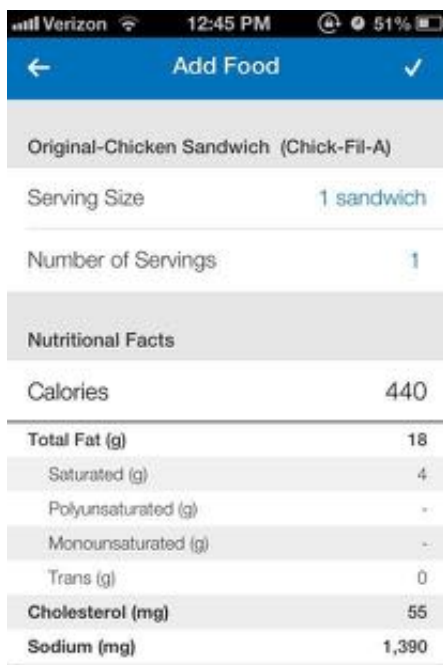 Verizon 12:45 PM 51%
Add Food
Original-Chicken Sandwich (Chick-Fil-A)
Serving Size 1 sandwich
Number of Servings 1
Nutritional Facts
Calories 440
Total Fat (g) 18
Saturated (g) 4
Polyunsaturated (g) -
Monounsaturated (g) -
Trans (g) 0
Cholesterol (mg) 55
Sodium (mg) 1,390